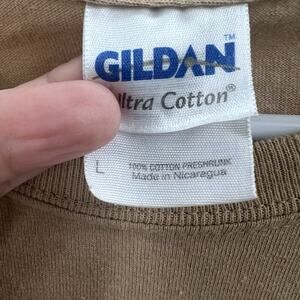 GILDAN™
ltra Cotton®
L
100% COTTON PRESHRUNK
Made in Nicaragua